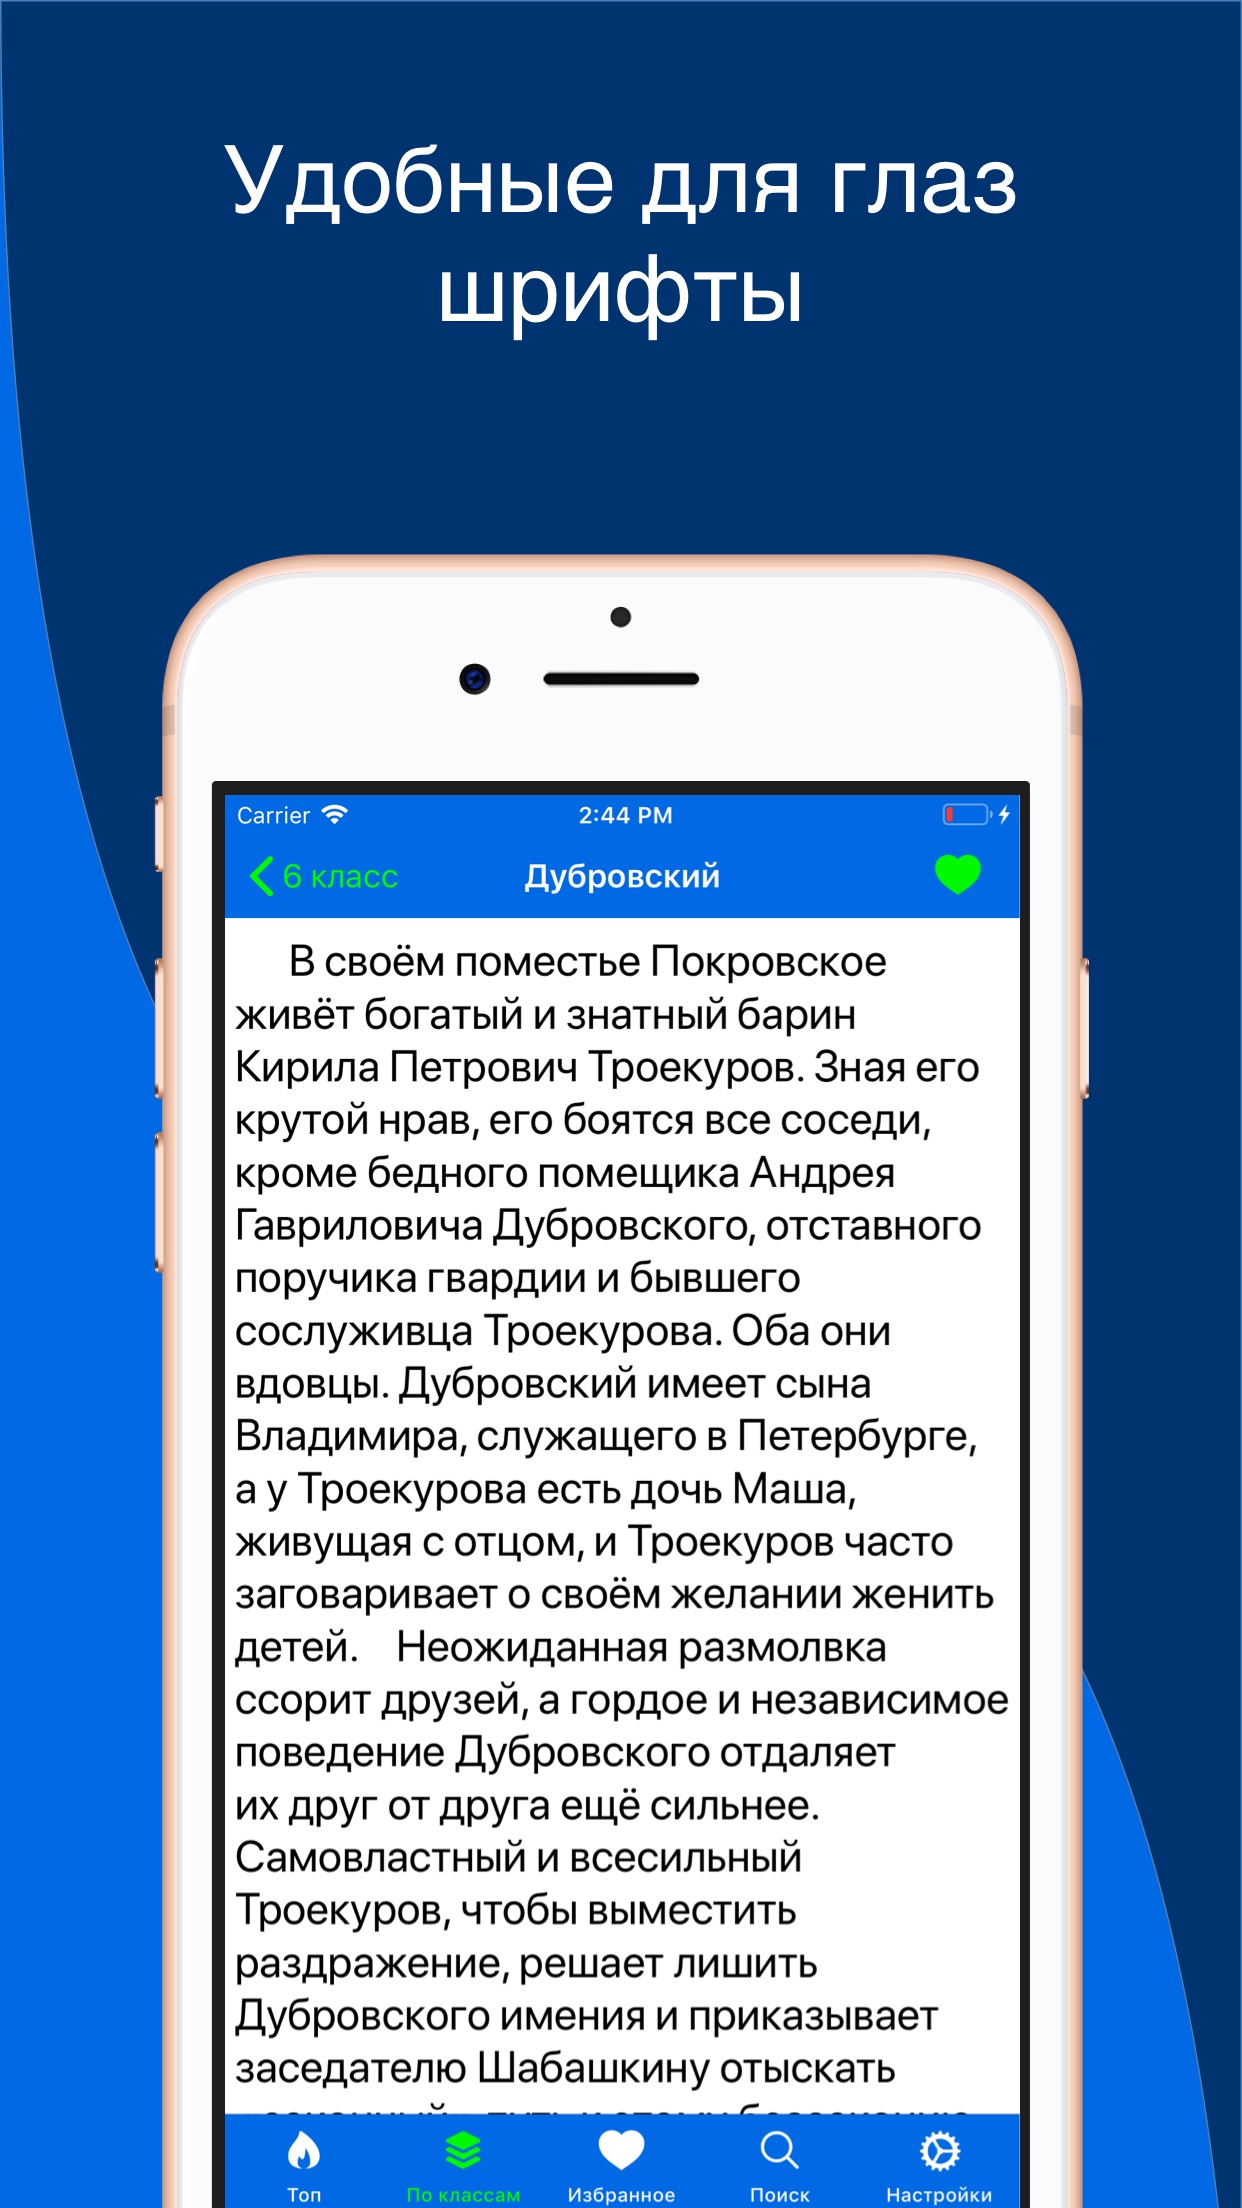 Удобные для глаз
шрифты
Carrier
2:44 PM
6 класс
Дубровский
В своём поместье Покровское
живёт богатый и знатный барин
Кирила Петрович Троекуров. Зная его
крутой нрав, его боятся все соседи,
кроме бедного помещика Андрея
Гавриловича Дубровского, отставного
поручика гвардии и бывшего
сослуживца Троекурова. Оба они
вдовцы. Дубровский имеет сына
Владимира, служащего в Петербурге,
а у Троекурова есть дочь Маша,
живущая с отцом, и Троекуров часто
заговаривает о своём желании женить
детей.    Неожиданная размолвка
ссорит друзей, а гордое и независимое
поведение Дубровского отдаляет
их друг от друга ещё сильнее.
Самовластный и всесильный
Троекуров, чтобы выместить
раздражение, решает лишить
Дубровского имения и приказывает
заседателю Шабашкину отыскать
Топ
По классам
Избранное
Поиск
Настройки